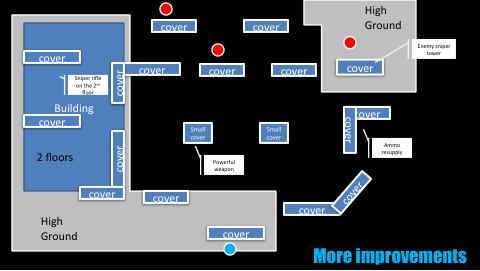 High
Ground
cover
cover
Enemy sniper
tower
cover
cover
cover
cover
cover
cover
cover
Sniper rifle
on the 2nd
floor
Building
cover
cover
cover
Small
cover
Small
cover
Ammo
resupply
2 floors
cover
Powerful
weapon
cover
cover
cover
cover
High
Ground
cover
More improvements